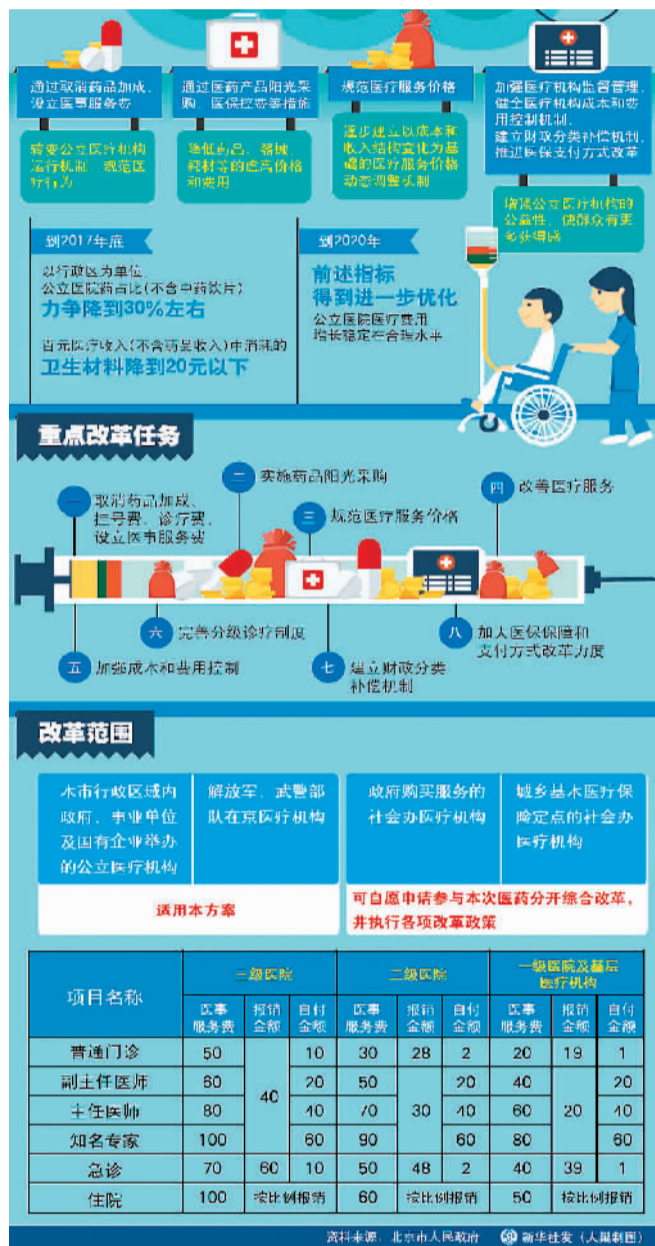 通过取消药品加成、
设立医事服务费
转变公立医疗机构
运行机制、规范医
疗行为
通过医药产品阳光采
购、医保控费等措施
降低药品、器械、
耗材等的虚高价格
和费用
规范医疗服务价格
逐步建立以成本和
收入结构变化为基
础的医疗服务价格
动态调整机制
加强医疗机构监督管理,
健全医疗机构成本和费
用控制机制,
建立财政分类补偿机制,
推进医保支付方式改革
增强公立医疗机构的
公益性、使群众有更
多获得感
到2017年底
以行政区为单位,
公立医院药占比(不含中药饮片)
力争降到30%左右
百元医疗收入(不含药品收入)中消耗的
卫生材料降到20元以下
到2020年
前述指标
得到进一步优化
公立医院医疗费用
增长稳定在合理水平
重点改革任务
一
取消药品加成、
挂号费、诊疗费,
设立医事服务费
二 实施药品阳光采购
三 规范医疗服务价格
四 改善医疗服务
五 加强成本和费用控制
六 完善分级诊疗制度
七 建立财政分类
补偿机制
八 加大医保保障和
支付方式改革力度
改革范围
本市行政区域内
政府、事业单位
及国有企业举办
的公立医疗机构
解放军、武警部
队在京医疗机构
适用本方案
政府购买服务的
社会办医疗机构
城乡基本医疗保
险定点的社会办
医疗机构
可自愿申请参与本次医药分开综合改革,
并执行各项改革政策
项目名称 三级医院 二级医院 一级医院及基层
医疗机构
医事
服务费 报销
金额 自付
金额 医事
服务费 报销
金额 自付
金额 医事
服务费 报销
金额 自付
金额
普通门诊 50 40 10 30 28 2 20 19 1
副主任医师 60 20 50 30 20 40 20 20
主任医师 80 40 70 40 60 40
知名专家 100 60 90 60 80 60
急诊 70 60 10 50 48 2 40 39 1
住院 100 按比例报销 60 按比例报销 50 按比例报销
资料来源:北京市人民政府 新华社发(大巢制图)